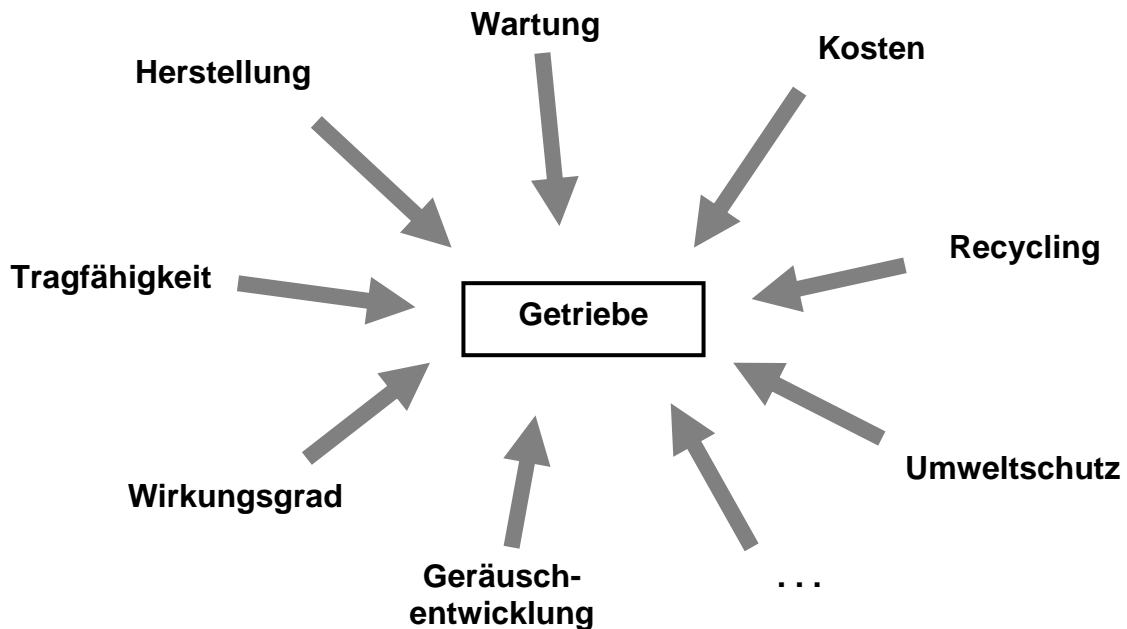 Wartung
Kosten
Herstellung
Recycling
Tragfähigkeit
Getriebe
Umweltschutz
Wirkungsgrad
Geräusch-
entwicklung
. . .